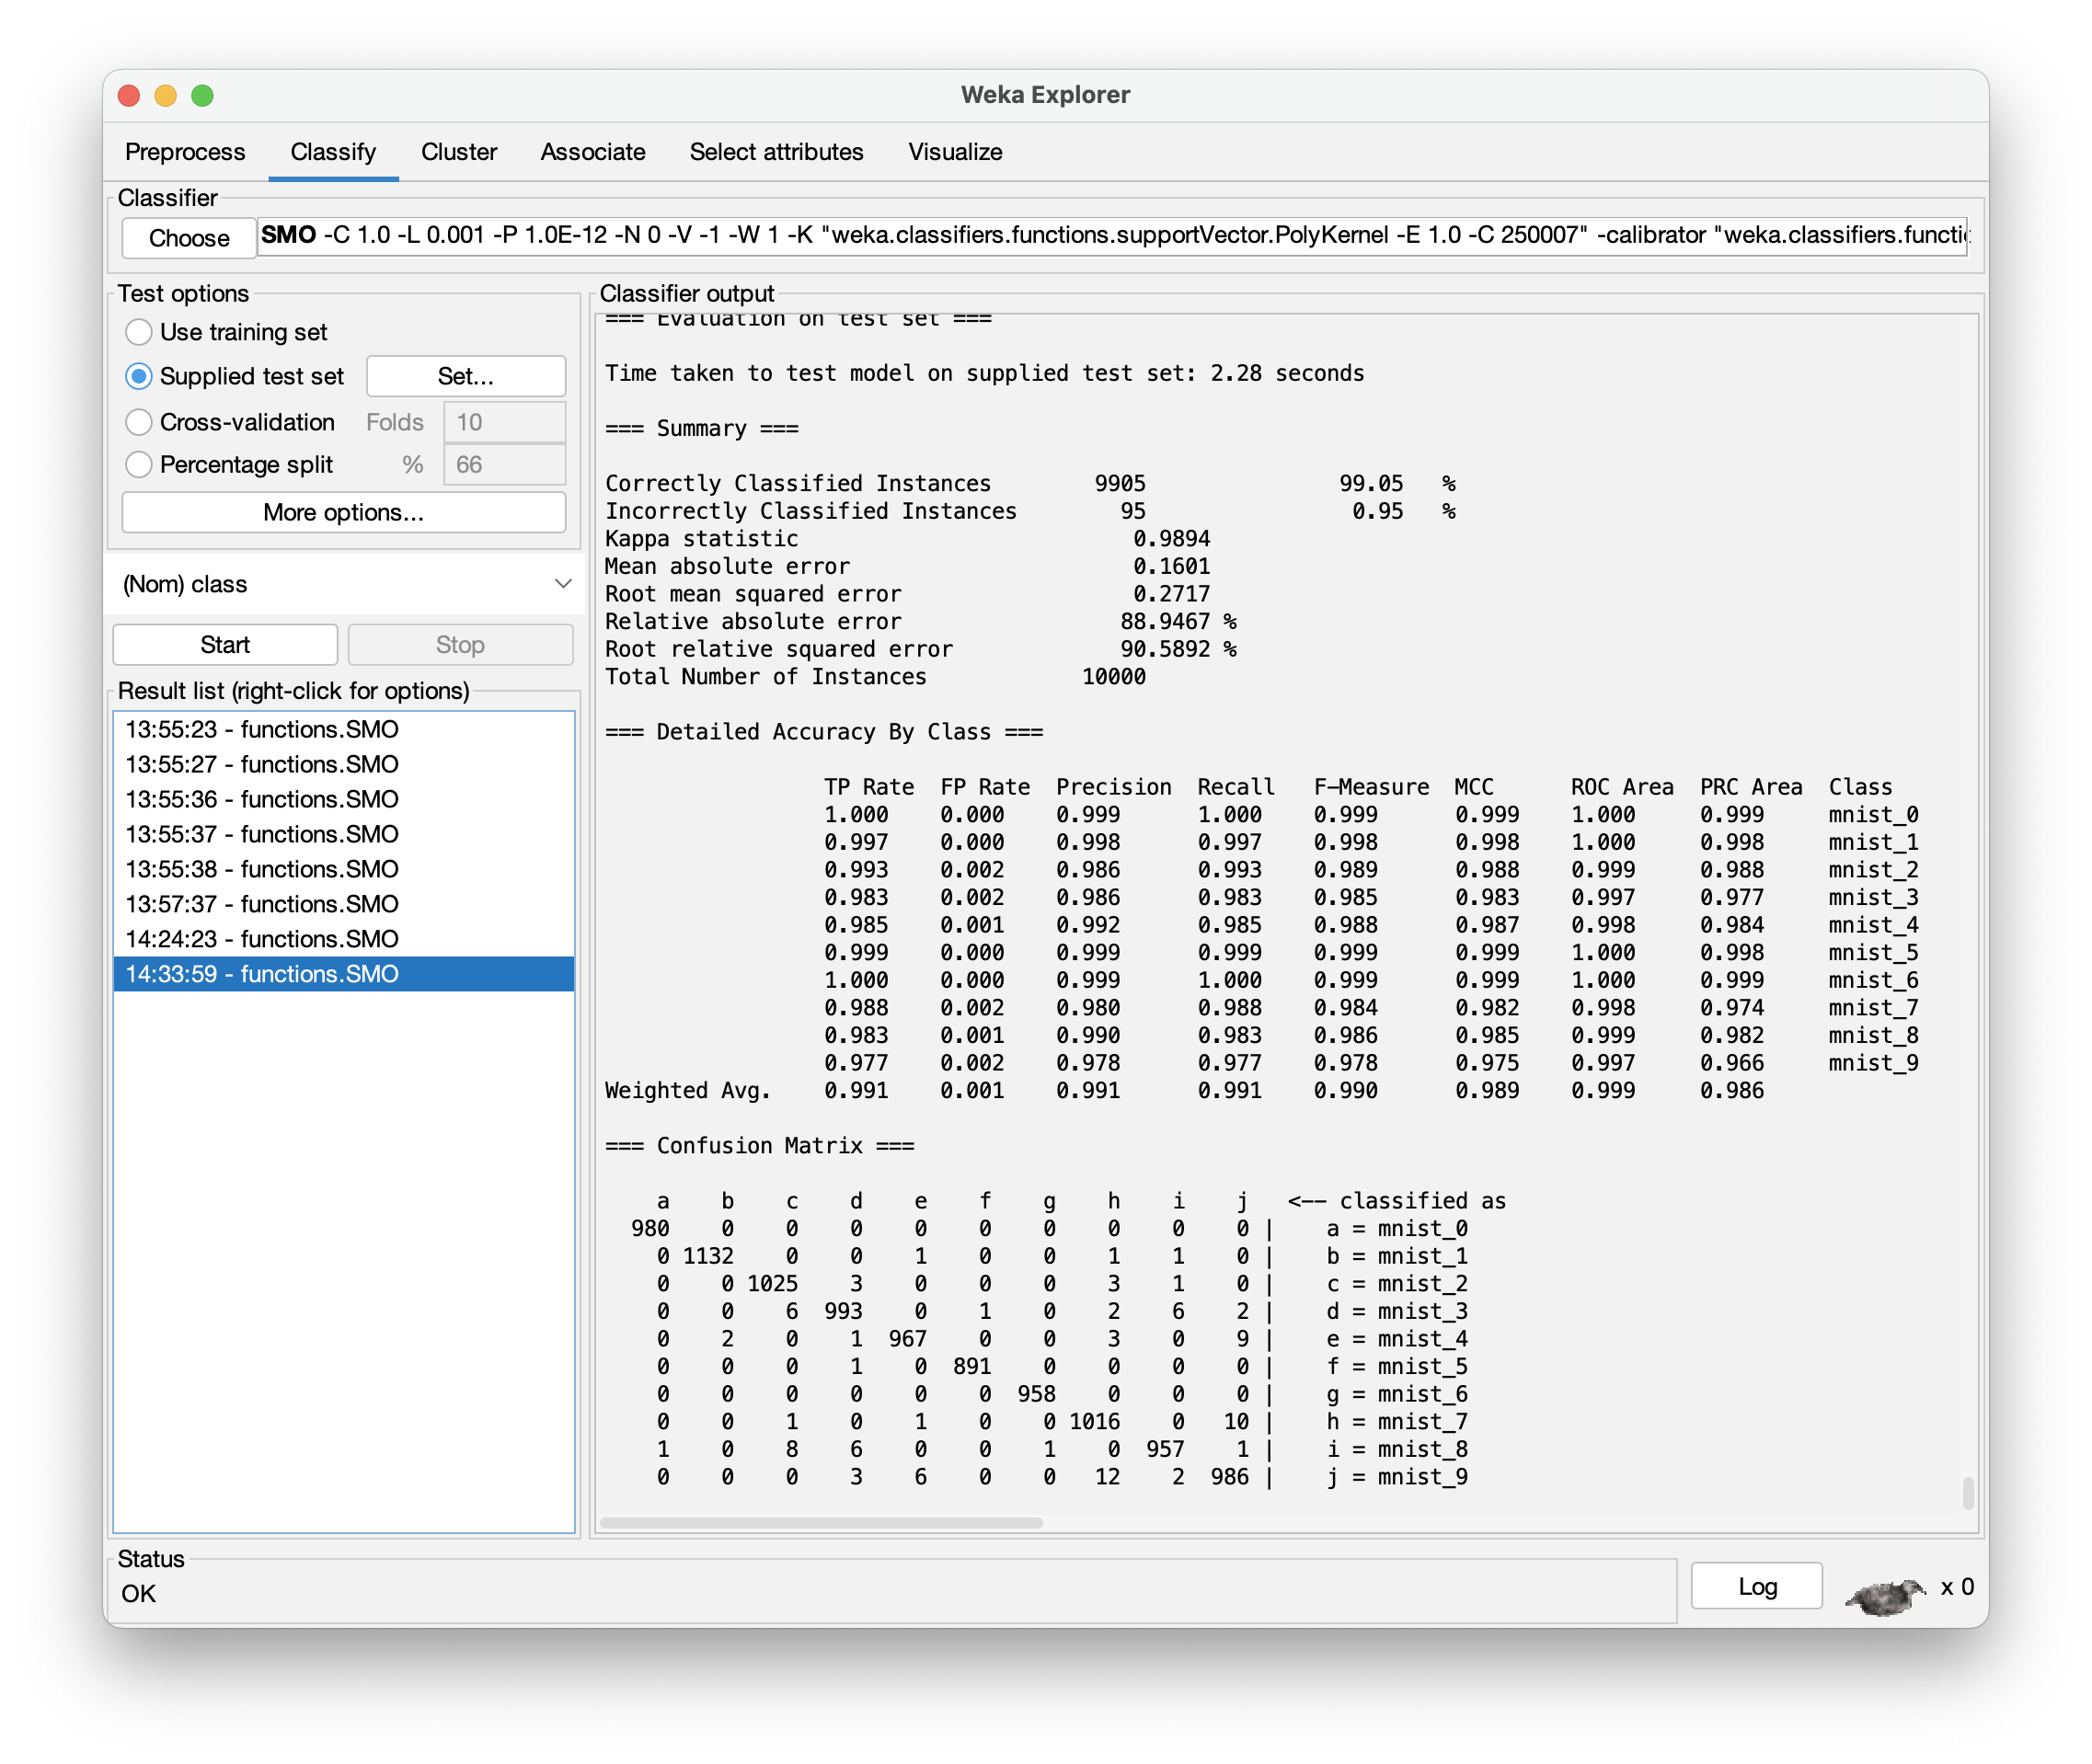 Weka Explorer
Preprocess Classify Cluster Associate Select attributes Visualize
Classifier
Choose SMO -C 1.0 -L 0.001 -P 1.0E-12 -N 0 -V -1 -W 1 -K "weka.classifiers.functions.supportVector.PolyKernel -E 1.0 -C 250007" -calibrator "weka.classifiers.functi
Test options
Use training set
Supplied test set Set...
Cross-validation Folds 10
Percentage split % 66
More options...
(Nom) class
Start Stop
Result list (right-click for options)
13:55:23 - functions.SMO
13:55:27 - functions.SMO
13:55:36 - functions.SMO
13:55:37 - functions.SMO
13:55:38 - functions.SMO
13:57:37 - functions.SMO
14:24:23 - functions.SMO
14:33:59 - functions.SMO
Classifier output
=== Evaluation on test set ===
Time taken to test model on supplied test set: 2.28 seconds
=== Summary ===
Correctly Classified Instances 9905 99.05 %
Incorrectly Classified Instances 95 0.95 %
Kappa statistic 0.9894
Mean absolute error 0.1601
Root mean squared error 0.2717
Relative absolute error 88.9467 %
Root relative squared error 90.5892 %
Total Number of Instances 10000
=== Detailed Accuracy By Class ===
TP Rate FP Rate Precision Recall F-Measure MCC ROC Area PRC Area Class
1.000 0.000 0.999 1.000 0.999 0.999 1.000 0.999 mnist_0
0.997 0.000 0.998 0.997 0.998 0.998 1.000 0.998 mnist_1
0.993 0.002 0.986 0.993 0.989 0.988 0.999 0.988 mnist_2
0.983 0.002 0.986 0.983 0.985 0.983 0.997 0.977 mnist_3
0.985 0.001 0.992 0.985 0.988 0.987 0.998 0.984 mnist_4
0.999 0.000 0.999 0.999 0.999 0.999 1.000 0.998 mnist_5
1.000 0.000 0.999 1.000 0.999 0.999 1.000 0.999 mnist_6
0.988 0.002 0.980 0.988 0.984 0.982 0.998 0.974 mnist_7
0.983 0.001 0.990 0.983 0.986 0.985 0.999 0.982 mnist_8
0.977 0.002 0.978 0.977 0.978 0.975 0.997 0.966 mnist_9
Weighted Avg. 0.991 0.001 0.991 0.991 0.990 0.989 0.999 0.986
=== Confusion Matrix ===
a b c d e f g h i j <-- classified as
980 0 0 0 0 0 0 0 0 0 | a = mnist_0
0 1132 0 0 1 0 0 1 1 0 | b = mnist_1
0 0 1025 3 0 0 0 3 1 0 | c = mnist_2
0 0 6 993 0 1 0 2 6 2 | d = mnist_3
0 2 0 1 967 0 0 3 0 9 | e = mnist_4
0 0 0 1 0 891 0 0 0 0 | f = mnist_5
0 0 0 0 0 0 958 0 0 0 | g = mnist_6
0 0 1 0 1 0 0 1016 0 10 | h = mnist_7
1 0 8 6 0 0 1 0 957 1 | i = mnist_8
0 0 0 3 6 0 0 12 2 986 | j = mnist_9
Status
OK
Log x 0